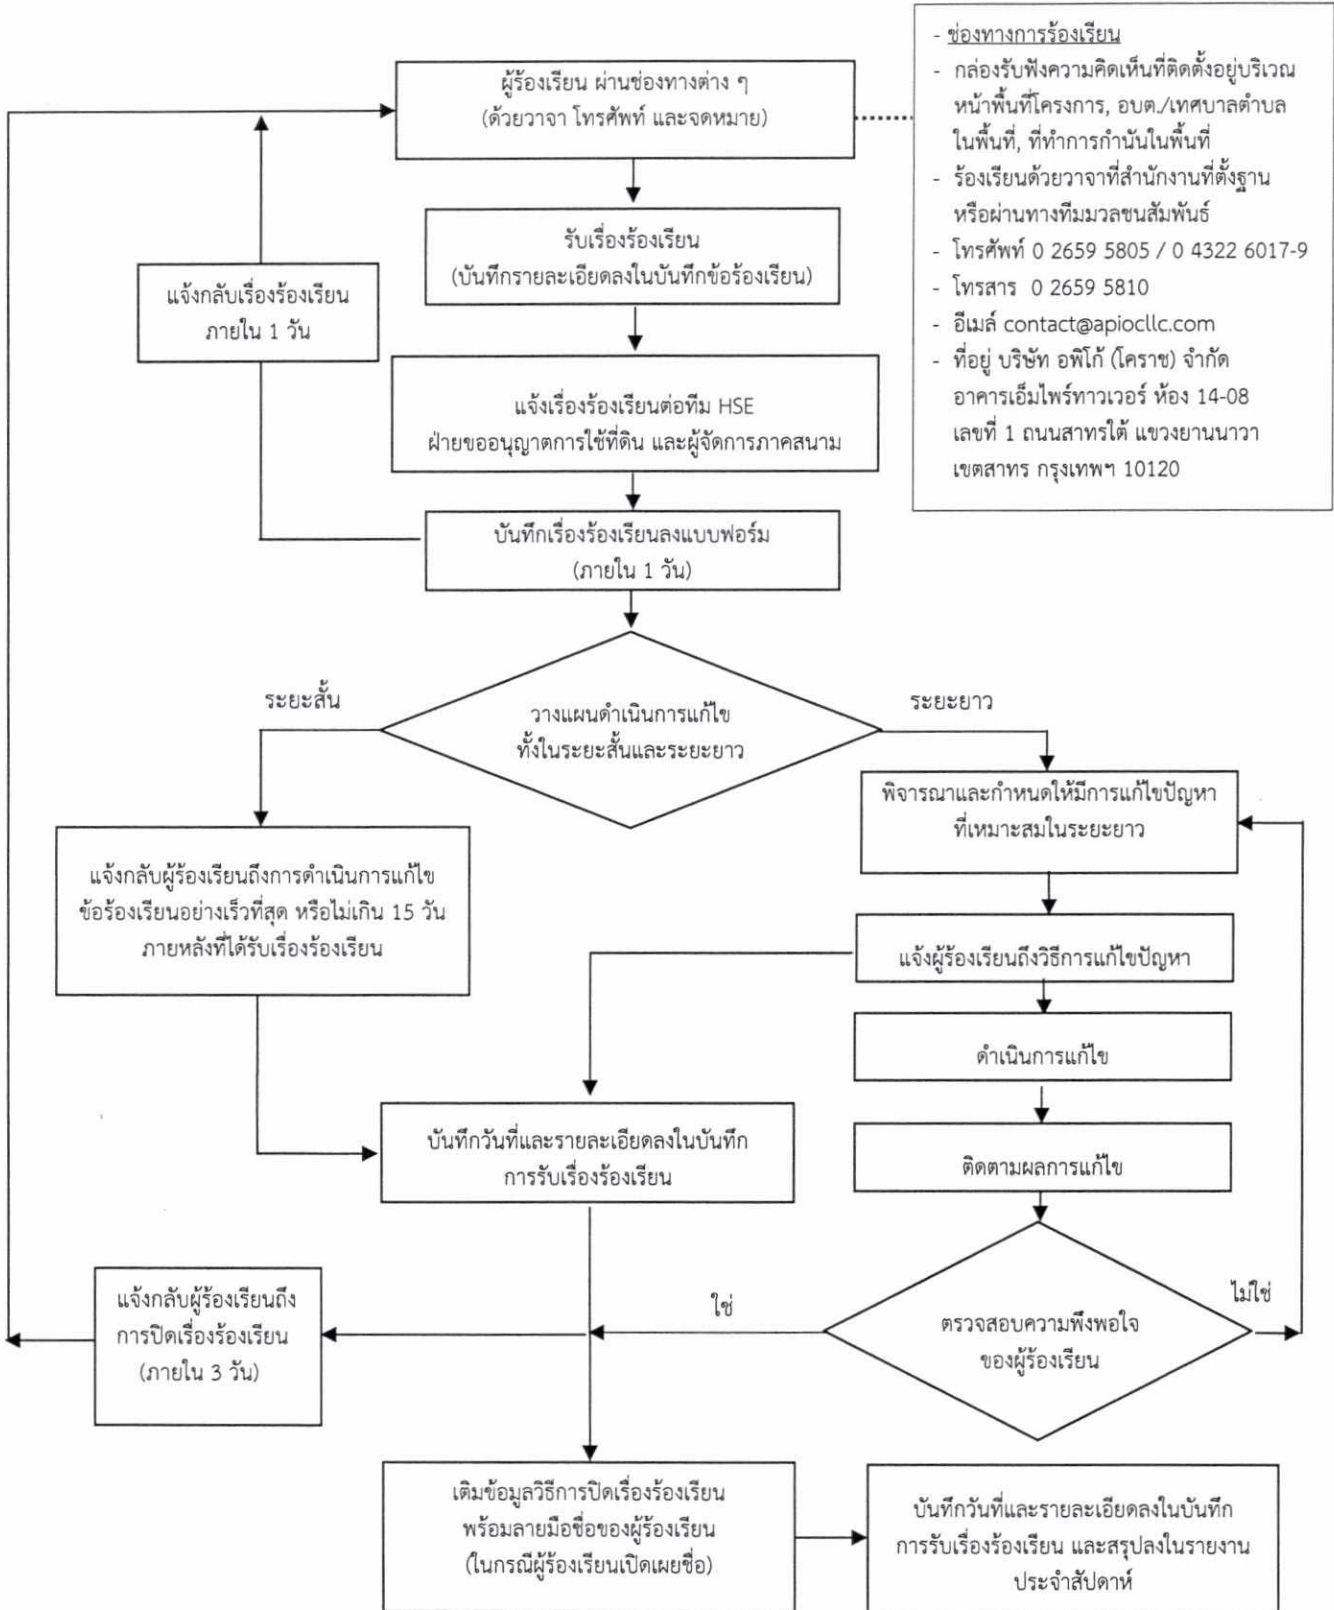 - ช่องทางการร้องเรียน
- กล่องรับฟังความคิดเห็นที่ติดตั้งอยู่บริเวณ
หน้าพื้นที่โครงการ, อบต./เทศบาลตำบล
ในพื้นที่, ที่ทำการกำนันในพื้นที่
- ร้องเรียนด้วยวาจาที่สำนักงานที่ตั้งฐาน
หรือผ่านทางทีมมวลชนสัมพันธ์
- โทรศัพท์ 0 2659 5805 / 0 4322 6017-9
- โทรสาร 0 2659 5810
- อีเมล์ contact@apiocllc.com
- ที่อยู่ บริษัท อพิโก้ (โคราช) จำกัด
อาคารเอ็มไพร์ทาวเวอร์ ห้อง 14-08
เลขที่ 1 ถนนสาทรใต้ แขวงยานนาวา
เขตสาทร กรุงเทพฯ 10120
ผู้ร้องเรียน ผ่านช่องทางต่าง ๆ
(ด้วยวาจา โทรศัพท์ และจดหมาย)
รับเรื่องร้องเรียน
(บันทึกรายละเอียดลงในบันทึกข้อร้องเรียน)
แจ้งกลับเรื่องร้องเรียน
ภายใน 1 วัน
แจ้งเรื่องร้องเรียนต่อทีม HSE
ฝ่ายขออนุญาตการใช้ที่ดิน และผู้จัดการภาคสนาม
บันทึกเรื่องร้องเรียนลงแบบฟอร์ม
(ภายใน 1 วัน)
ระยะสั้น
วางแผนดำเนินการแก้ไข
ทั้งในระยะสั้นและระยะยาว
ระยะยาว
พิจารณาและกำหนดให้มีการแก้ไขปัญหา
ที่เหมาะสมในระยะยาว
แจ้งกลับผู้ร้องเรียนถึงการดำเนินการแก้ไข
ข้อร้องเรียนอย่างเร็วที่สุด หรือไม่เกิน 15 วัน
ภายหลังที่ได้รับเรื่องร้องเรียน
แจ้งผู้ร้องเรียนถึงวิธีการแก้ไขปัญหา
ดำเนินการแก้ไข
บันทึกวันที่และรายละเอียดลงในบันทึก
การรับเรื่องร้องเรียน
ติดตามผลการแก้ไข
แจ้งกลับผู้ร้องเรียนถึง
การปิดเรื่องร้องเรียน
(ภายใน 3 วัน)
ใช่
ตรวจสอบความพึงพอใจ
ของผู้ร้องเรียน
ไม่ใช่
เติมข้อมูลวิธีการปิดเรื่องร้องเรียน
พร้อมลายมือชื่อของผู้ร้องเรียน
(ในกรณีผู้ร้องเรียนเปิดเผยชื่อ)
บันทึกวันที่และรายละเอียดลงในบันทึก
การรับเรื่องร้องเรียน และสรุปลงในรายงาน
ประจำสัปดาห์